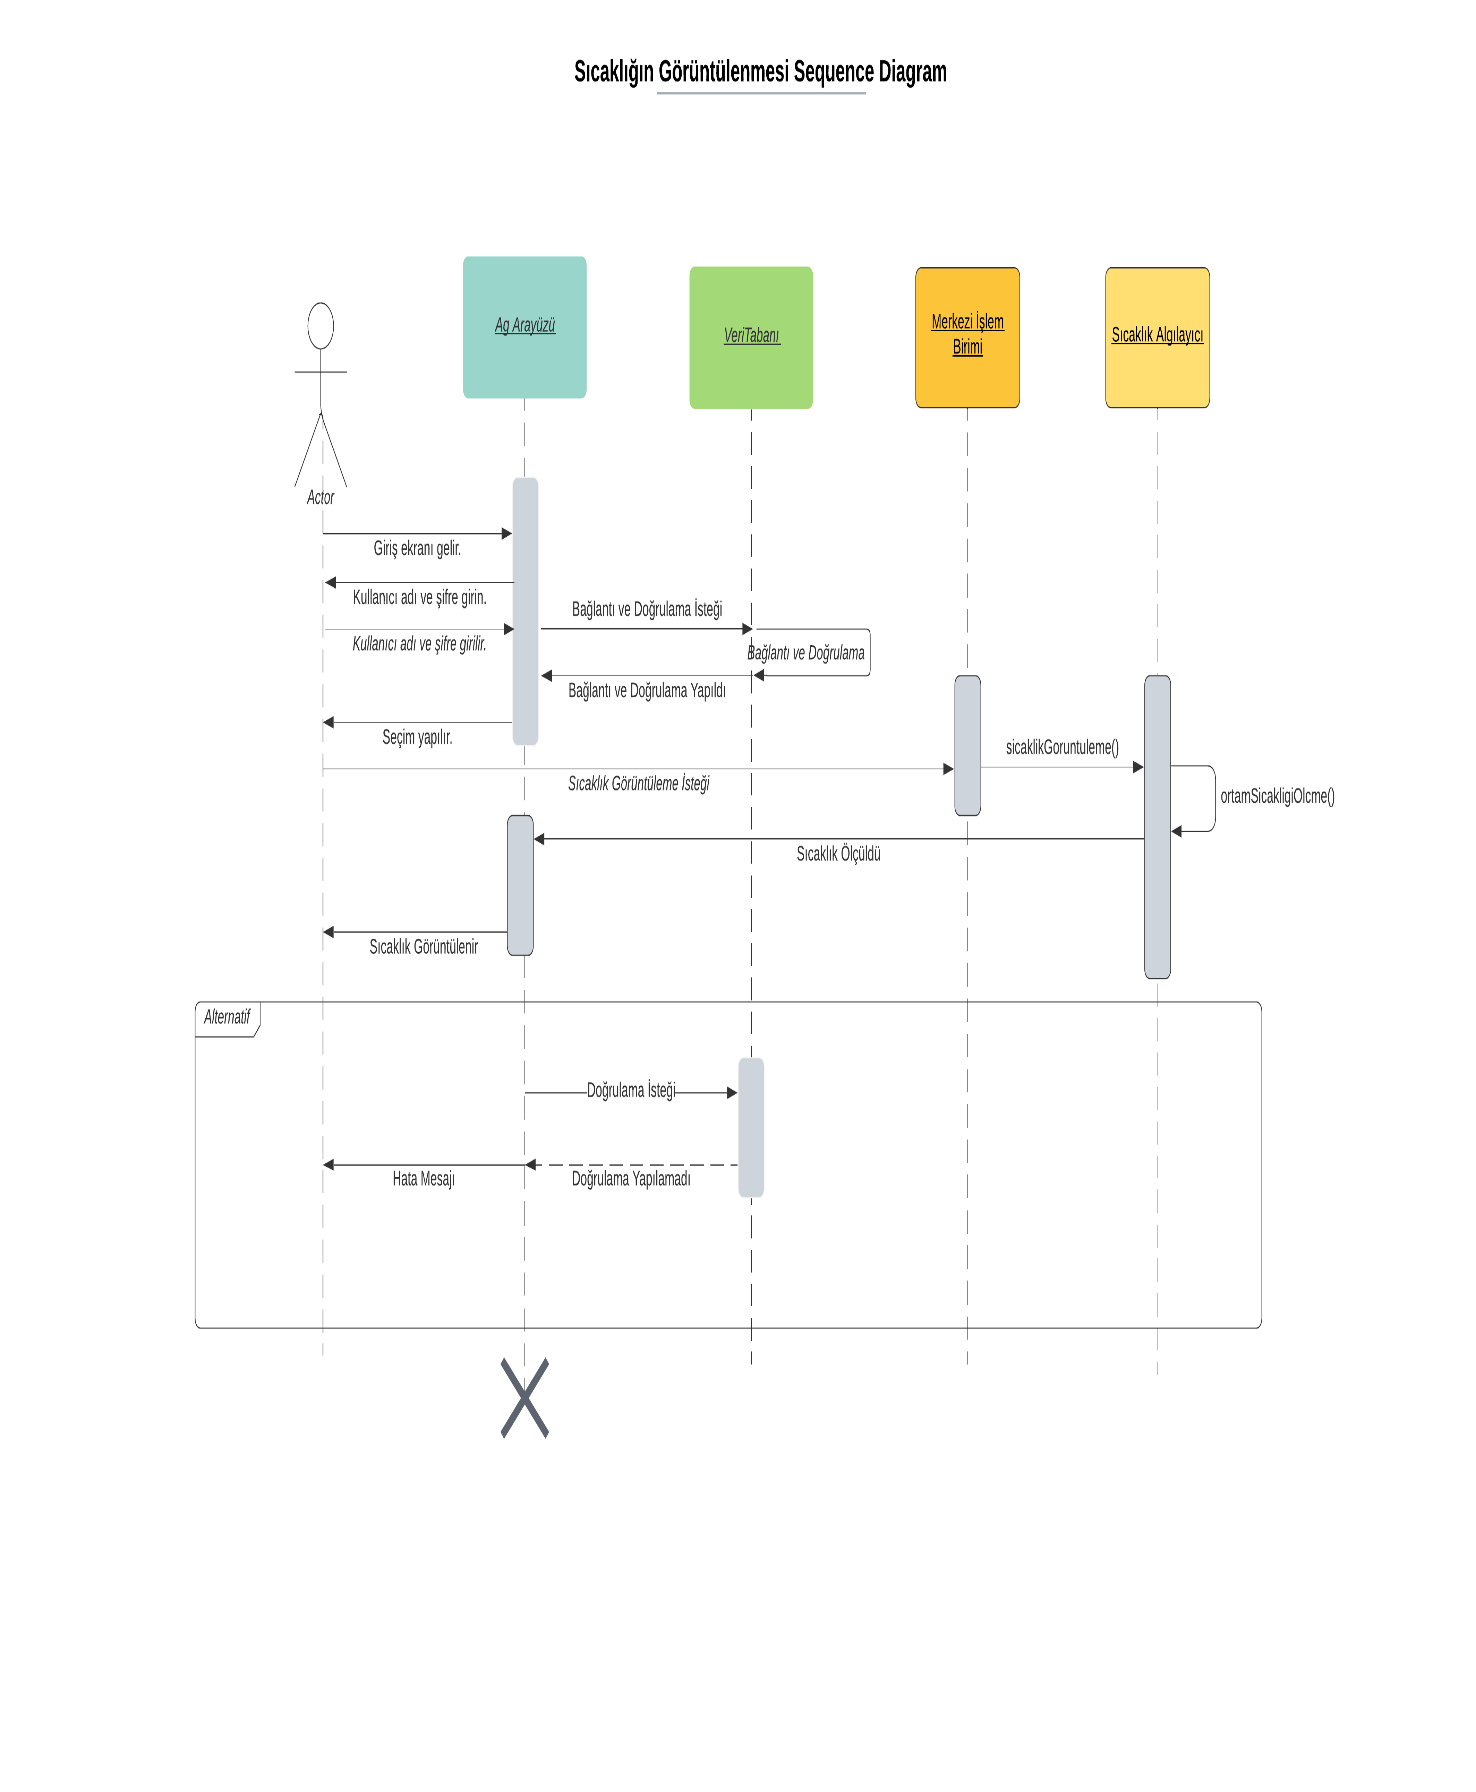 Sıcaklığın Görüntülenmesi Sequence Diagram
Ag Arayüzü
VeriTabanı
Merkezi İşlem
Birimi
Sıcaklık Algılayıcı
Actor
Giriş ekranı gelir.
Kullanıcı adı ve şifre girin.
Bağlantı ve Doğrulama İsteği
Kullanıcı adı ve şifre girilir.
Bağlantı ve Doğrulama
Bağlantı ve Doğrulama Yapıldı
Seçim yapılır.
sicaklikGoruntuleme()
Sıcaklık Görüntüleme İsteği
ortamSicakligiOlcme()
Sıcaklık Ölçüldü
Sıcaklık Görüntülenir
Alternatif
Doğrulama İsteği
Hata Mesajı
Doğrulama Yapılamadı